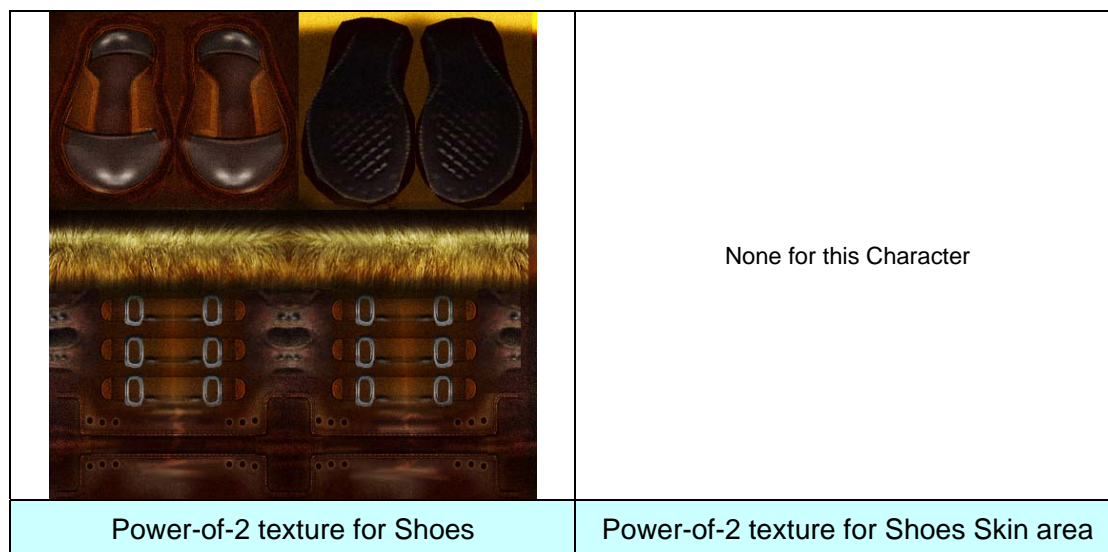 None for this Character
Power-of-2 texture for Shoes
Power-of-2 texture for Shoes Skin area